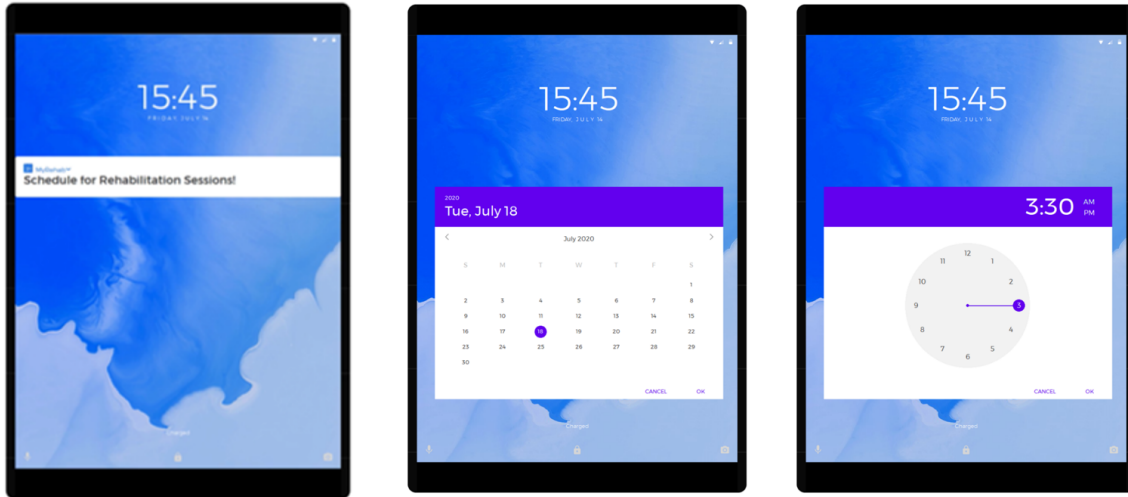 15:45
FRIDAY, JULY 14
MyRehab™
Schedule for Rehabilitation Sessions!
Charged
15:45
FRIDAY, JULY 14
2020
Tue, July 18
July 2020
S M T W T F S
1
2 3 4 5 6 7 8
9 10 11 12 13 14 15
16 17 18 19 20 21 22
23 24 25 26 27 28 29
30
CANCEL OK
Charged
15:45
FRIDAY, JULY 14
3:30 AM
PM
12
11 1
10 2
9 3
8 4
7 5
6
CANCEL OK
Charged